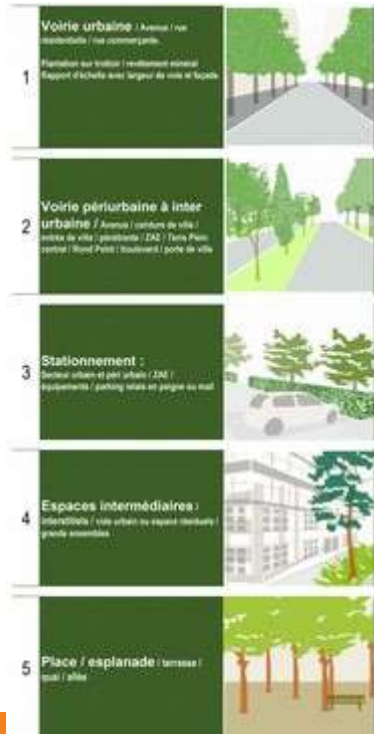 1
Voirie urbaine / Avenue / rue
résidentielle / rue commerçante.
Plantation sur trottoir / revêtement minéral
Rapport d'échelle avec largeur de voie et façade
2
Voirie périurbaine à inter
urbaine / Avenue / ceinture de ville /
entrée de ville / pénétrante / ZAE / Terre Plein
central / Rond Point / boulevard / porte de ville
3
Stationnement :
Secteur urbain et péri urbain / ZAE /
équipements / parking relais en peigne ou mail
4
Espaces intermédiaires :
interstitiels / vide urbain ou espace résiduels /
grands ensembles
5
Place / esplanade / terrasse /
quai / allée